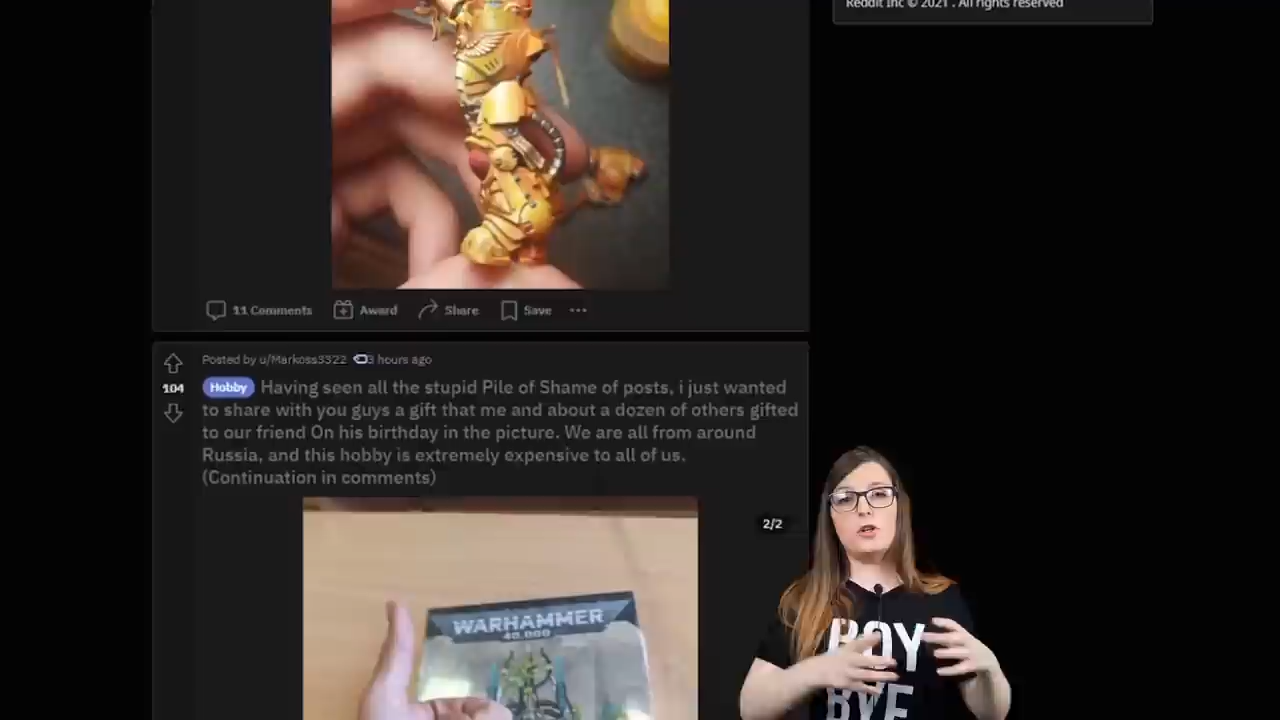 Reddit Inc © 2021 . All rights reserved
11 Comments Award Share Save ...
Posted by u/Markoss3322 3 hours ago
104
Hobby Having seen all the stupid Pile of Shame of posts, i just wanted
to share with you guys a gift that me and about a dozen of others gifted
to our friend On his birthday in the picture. We are all from around
Russia, and this hobby is extremely expensive to all of us.
(Continuation in comments)
2/2
WARHAMMER
40,000
BOY
BYE